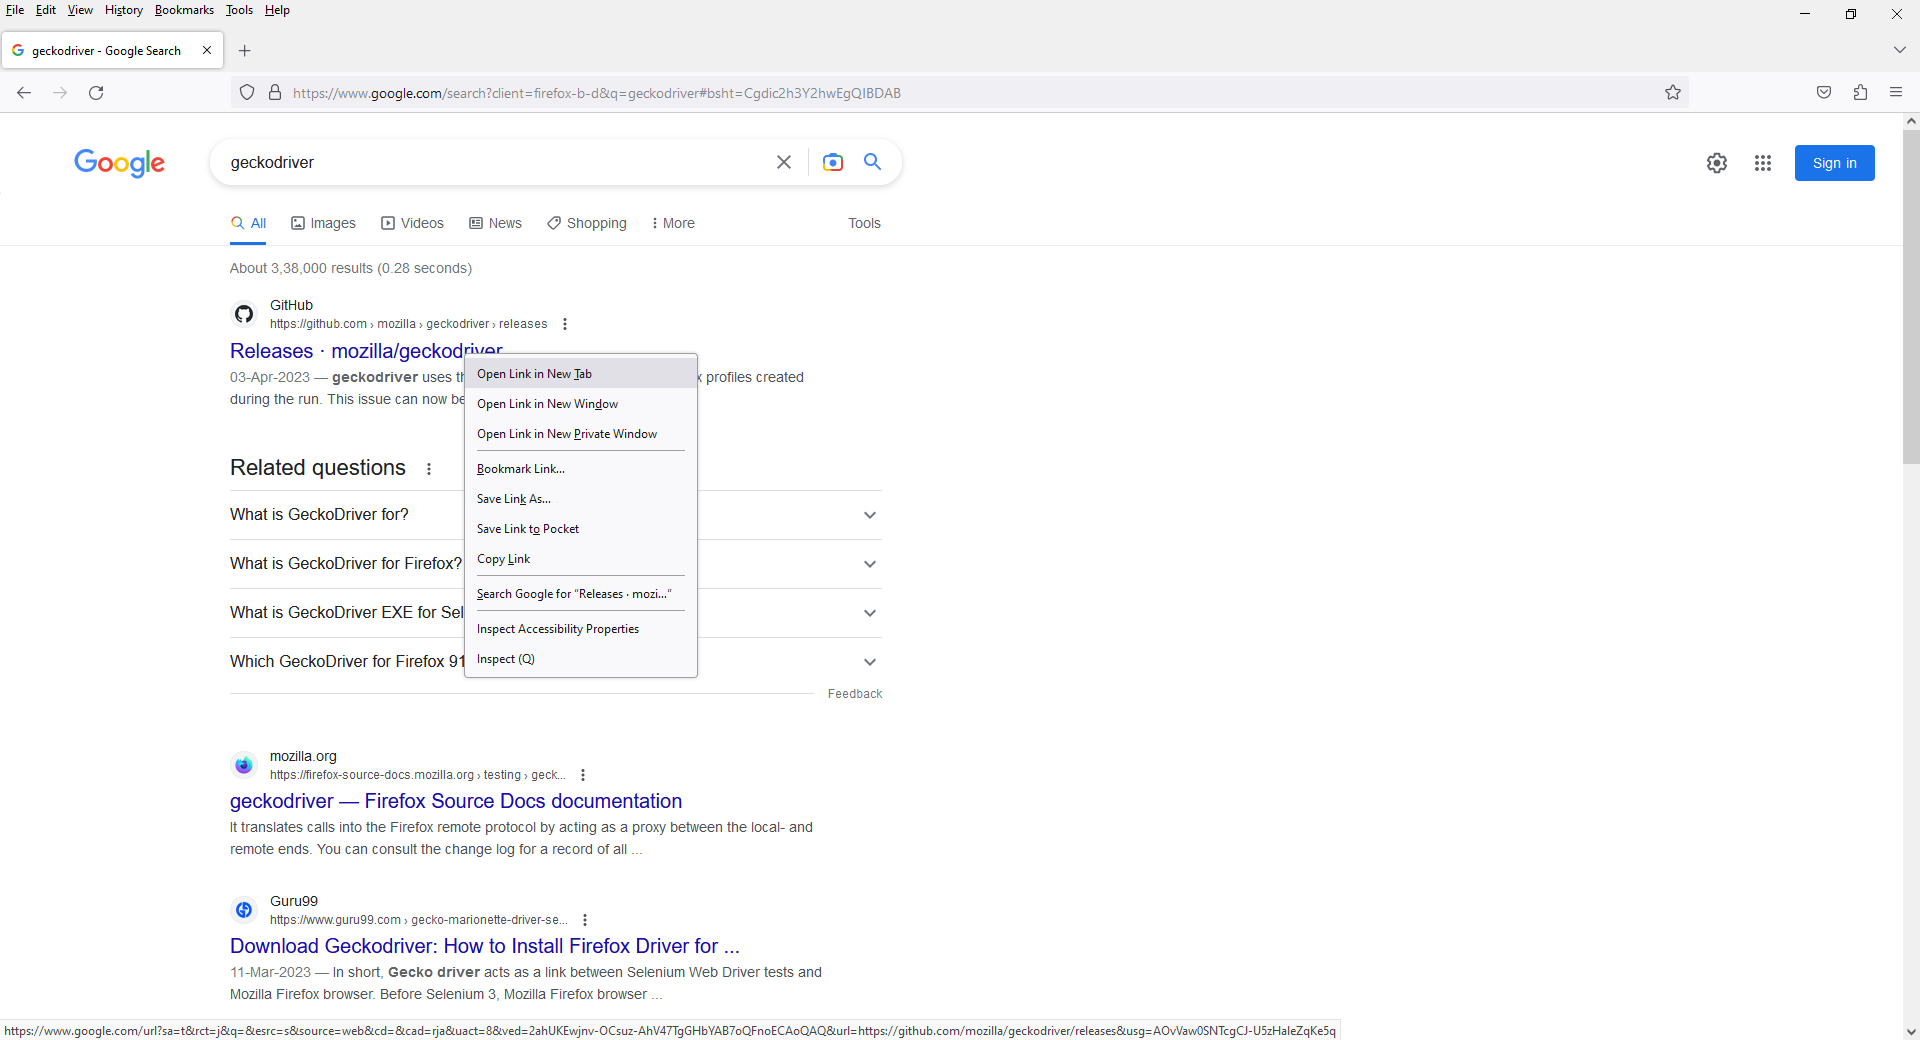 File Edit View History Bookmarks Tools Help
geckodriver - Google Search
https://www.google.com/search?client=firefox-b-d&q=geckodriver#bsht=Cgdic2h3Y2hwEgQIBDAB
Google
geckodriver
Sign in
All Images Videos News Shopping More Tools
About 3,38,000 results (0.28 seconds)
GitHub
https://github.com › mozilla › geckodriver › releases
Releases · mozilla/geckodriver
03-Apr-2023 — geckodriver uses profiles created
during the run. This issue can now be
Open Link in New Tab
Open Link in New Window
Open Link in New Private Window
Bookmark Link...
Save Link As...
Save Link to Pocket
Copy Link
Search Google for “Releases · mozi...”
Inspect Accessibility Properties
Inspect (Q)
Related questions
What is GeckoDriver for?
What is GeckoDriver for Firefox?
What is GeckoDriver EXE for Sel
Which GeckoDriver for Firefox 91
Feedback
mozilla.org
https://firefox-source-docs.mozilla.org › testing › geck...
geckodriver — Firefox Source Docs documentation
It translates calls into the Firefox remote protocol by acting as a proxy between the local- and
remote ends. You can consult the change log for a record of all ...
Guru99
https://www.guru99.com › gecko-marionette-driver-se...
Download Geckodriver: How to Install Firefox Driver for ...
11-Mar-2023 — In short, Gecko driver acts as a link between Selenium Web Driver tests and
Mozilla Firefox browser. Before Selenium 3, Mozilla Firefox browser ...
https://www.google.com/url?sa=t&rct=j&q=&esrc=s&source=web&cd=&cad=rja&uact=8&ved=2ahUKEwjnv-OCsuz-AhV47TgGHbYAB7oQFnoECAoQAQ&url=https://github.com/mozilla/geckodriver/releases&usg=AOvVaw0SNTcgCJ-U5zHaleZqKe5q